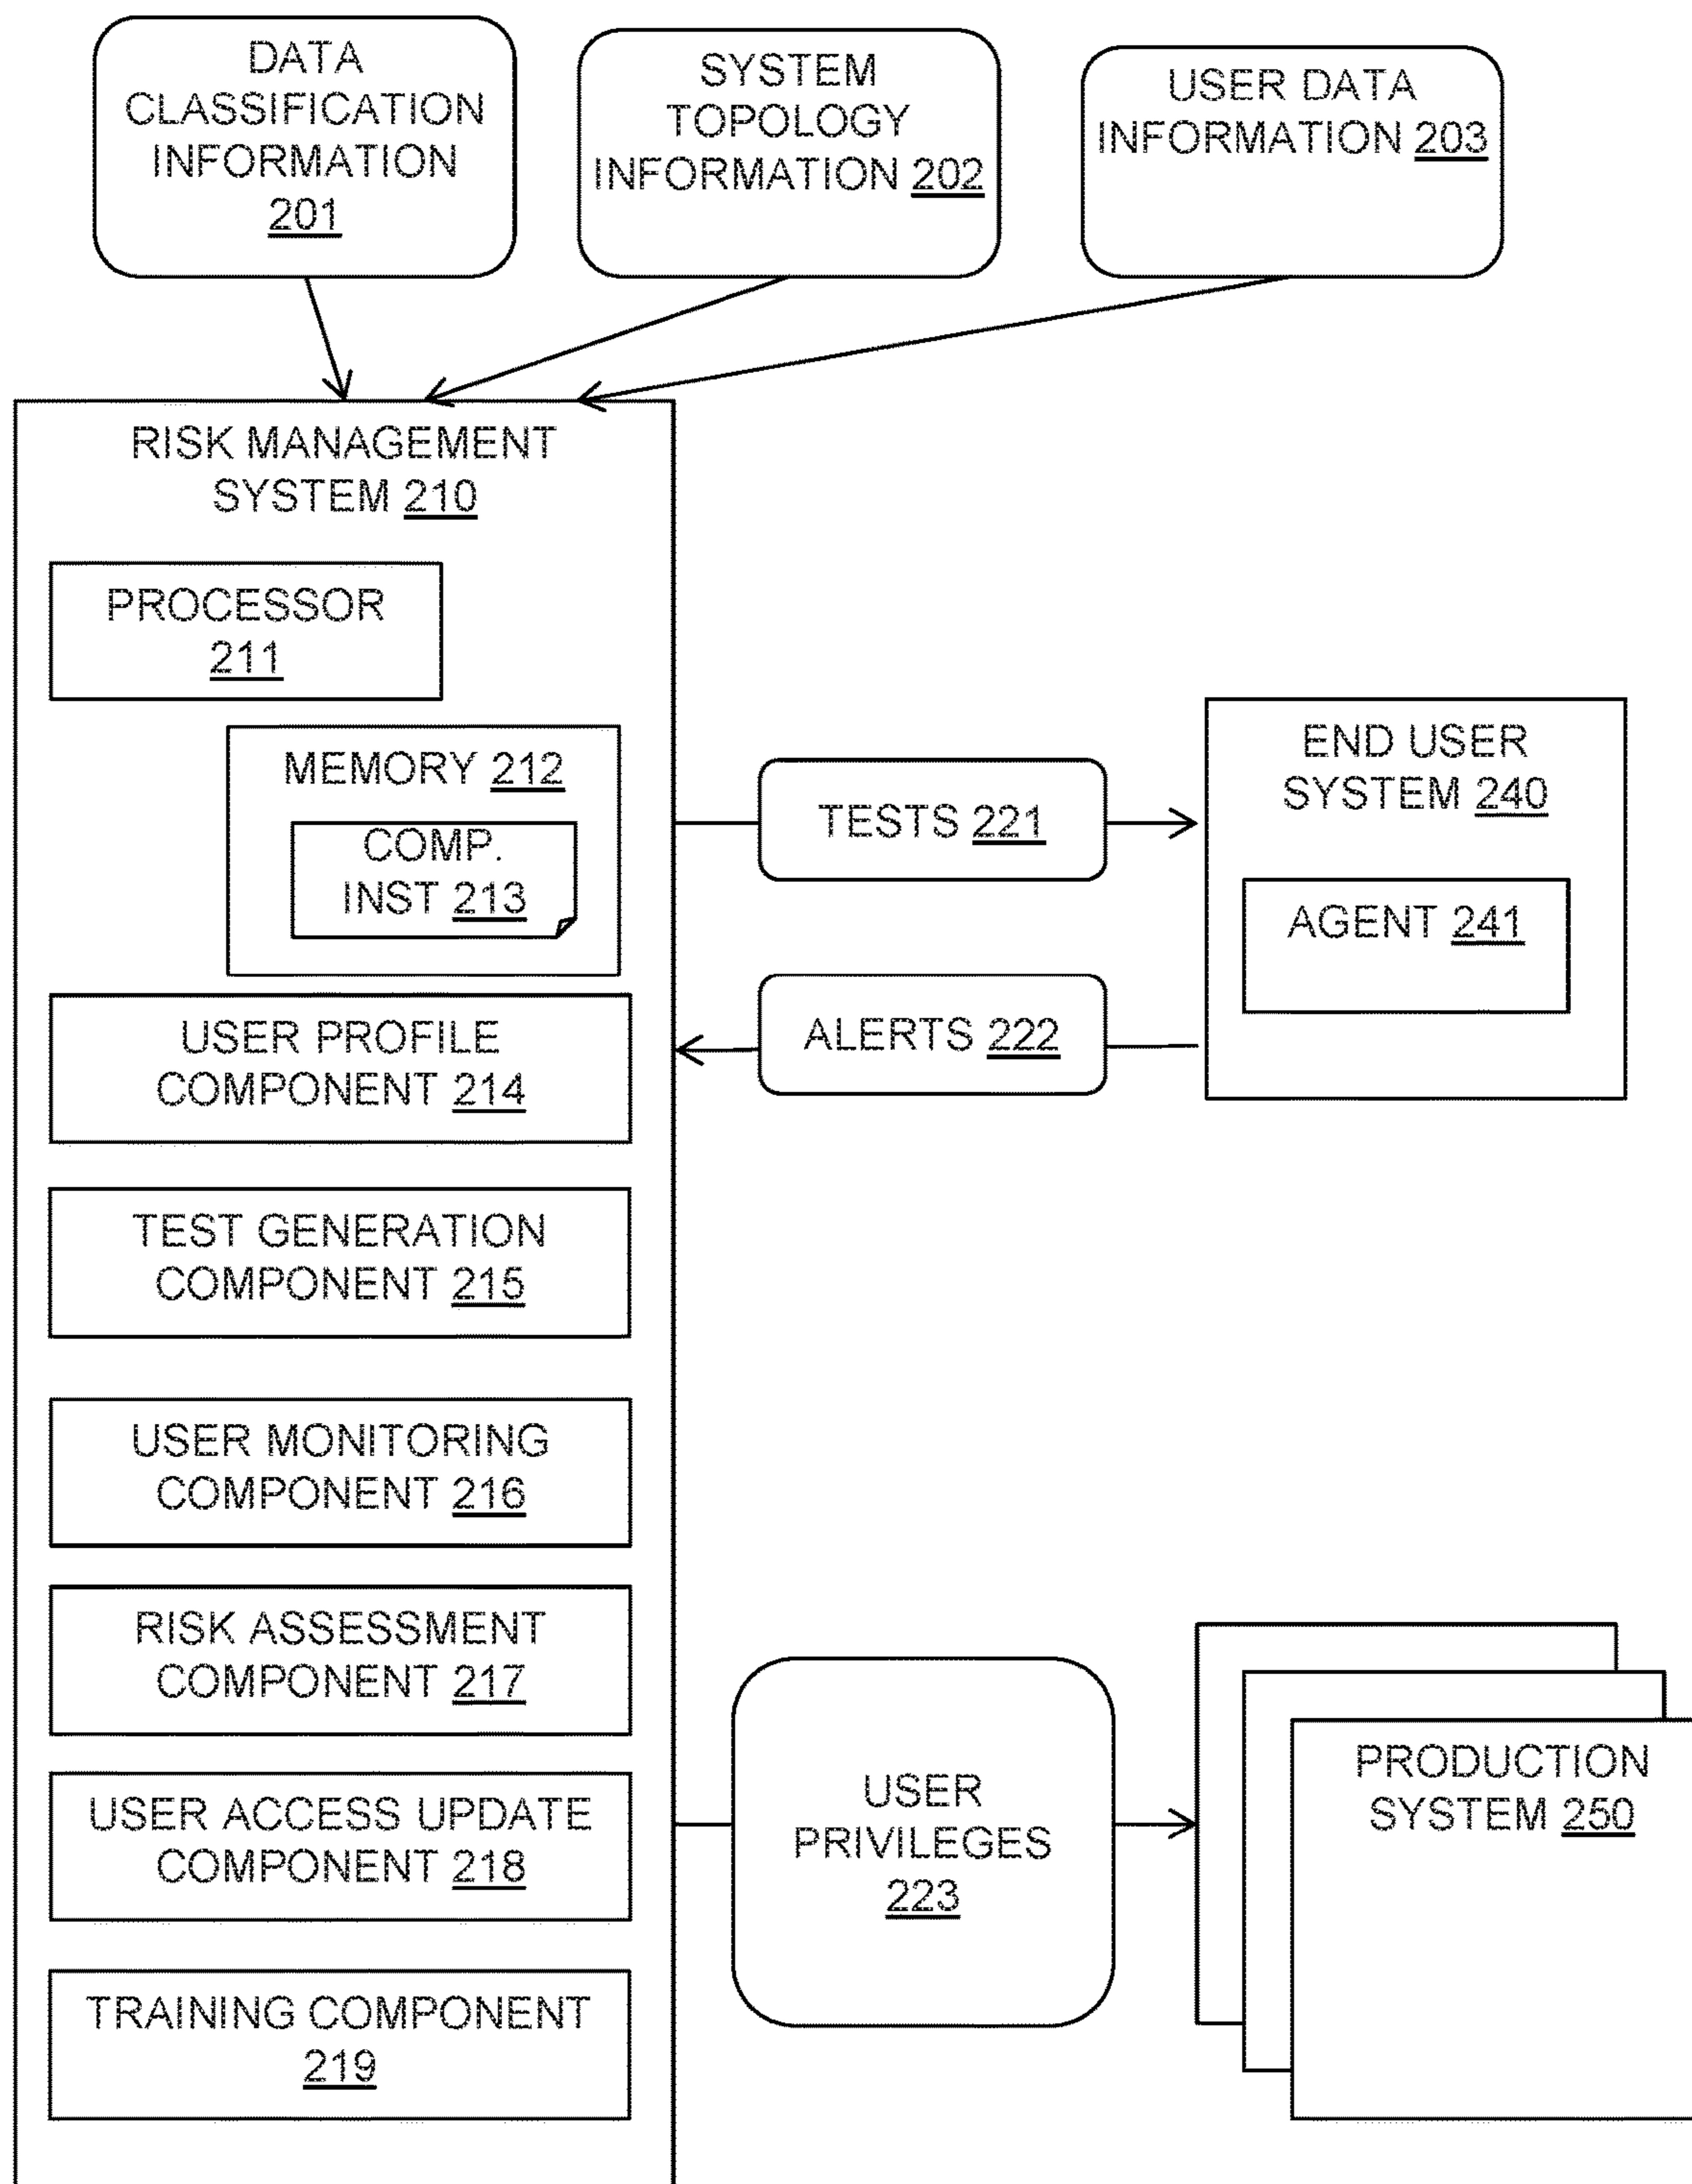 DATA
CLASSIFICATION
INFORMATION
201
SYSTEM
TOPOLOGY
INFORMATION 202
USER DATA
INFORMATION 203
RISK MANAGEMENT
SYSTEM 210
PROCESSOR
211
MEMORY 212
COMP.
INST 213
USER PROFILE
COMPONENT 214
TEST GENERATION
COMPONENT 215
USER MONITORING
COMPONENT 216
RISK ASSESSMENT
COMPONENT 217
USER ACCESS UPDATE
COMPONENT 218
TRAINING COMPONENT
219
TESTS 221
ALERTS 222
END USER
SYSTEM 240
AGENT 241
USER
PRIVILEGES
223
PRODUCTION
SYSTEM 250